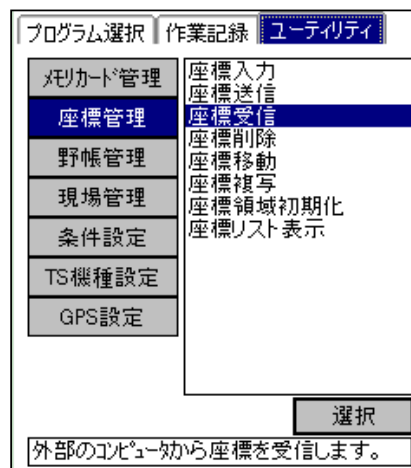 プログラム選択 作業記録 ユーティリティ
ﾒﾓﾘｶｰﾄﾞ管理
座標管理
野帳管理
現場管理
条件設定
TS機種設定
GPS設定
座標入力
座標送信
座標受信
座標削除
座標移動
座標複写
座標領域初期化
座標リスト表示
選択
外部のｺﾝﾋﾟｭｰﾀから座標を受信します。